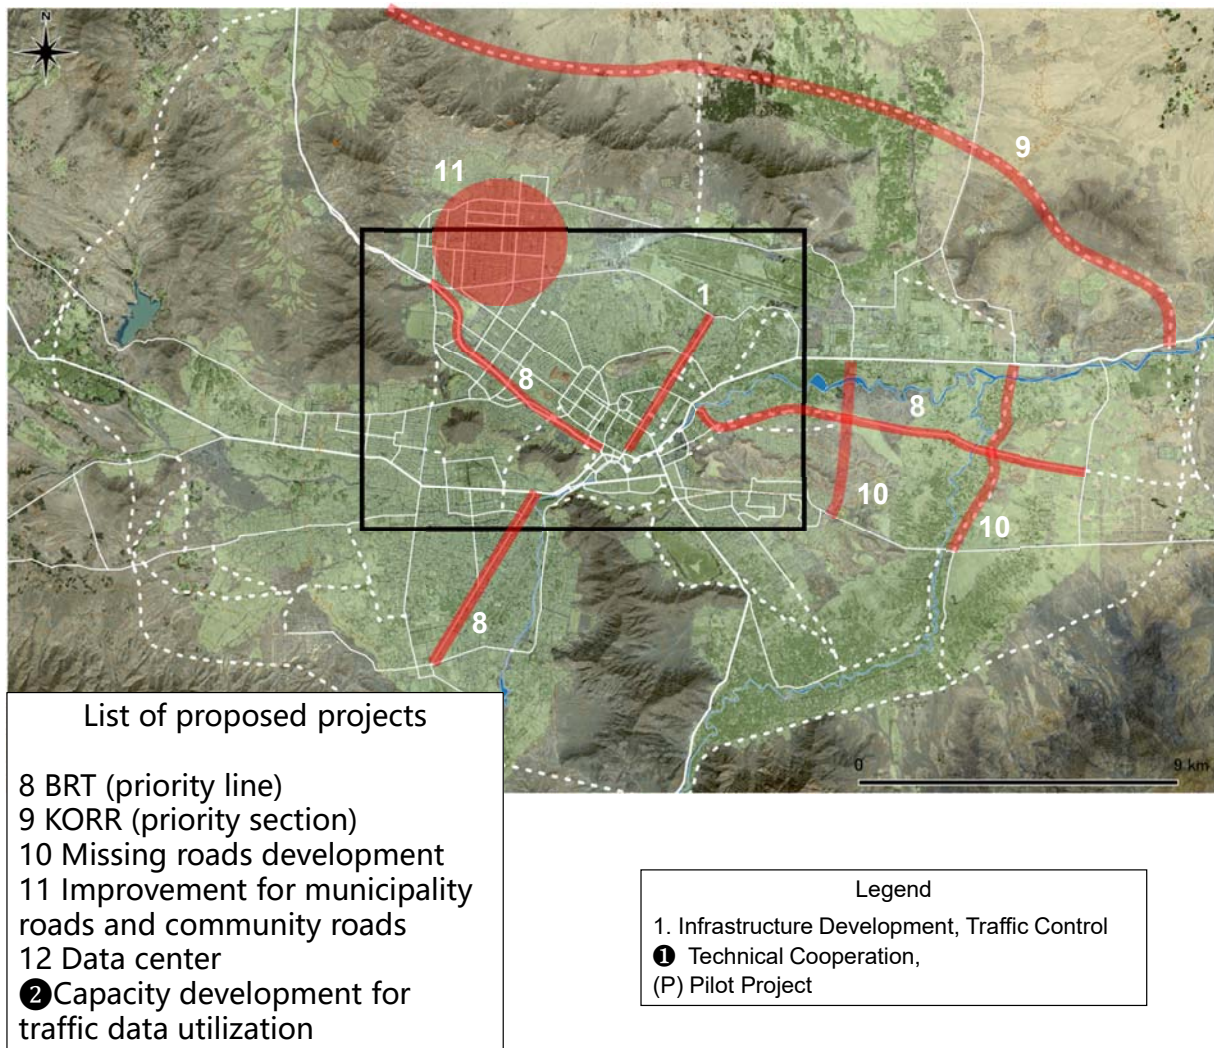 N
9
11
1
8
8
10
10
8
0 9 km
List of proposed projects
8 BRT (priority line)
9 KORR (priority section)
10 Missing roads development
11 Improvement for municipality
roads and community roads
12 Data center
❷Capacity development for
traffic data utilization
Legend
1. Infrastructure Development, Traffic Control
❶ Technical Cooperation,
(P) Pilot Project